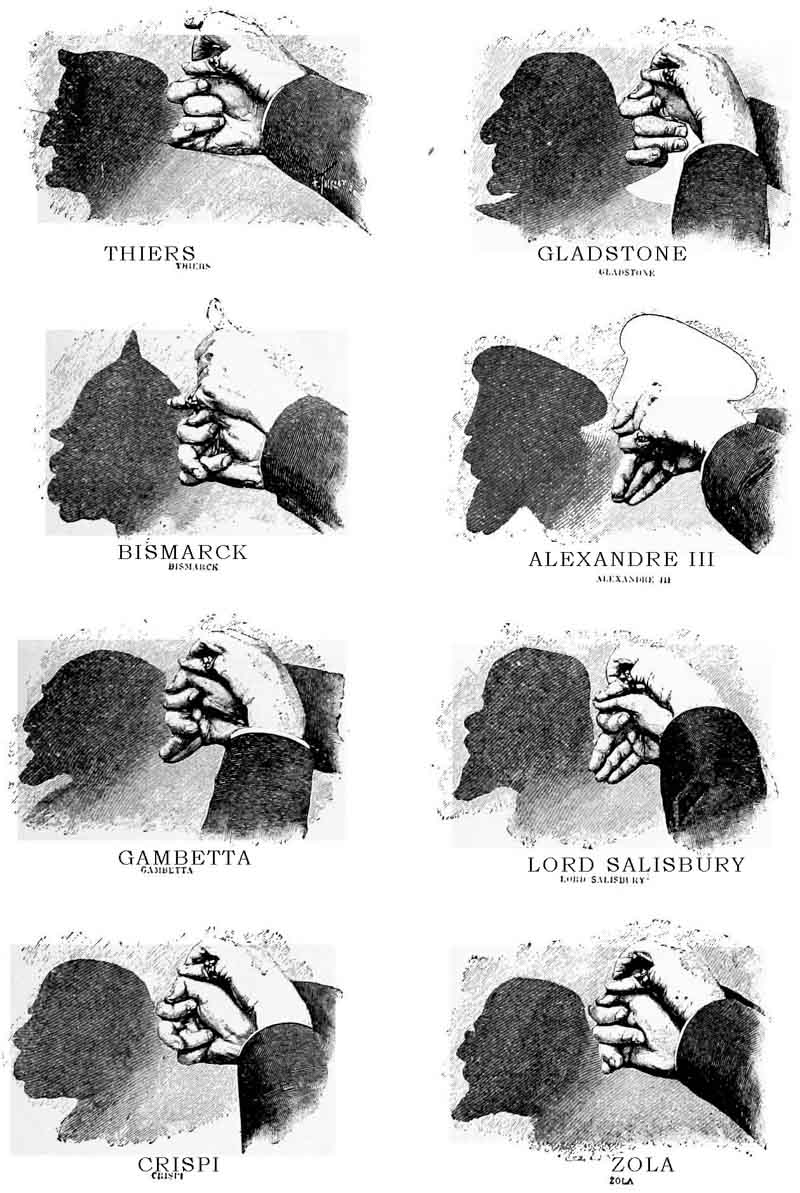 THIERS
THIERS
GLADSTONE
GLADSTONE
BISMARCK
BISMARCK
ALEXANDRE III
ALEXANDRE III
GAMBETTA
GAMBETTA
LORD SALISBURY
LORD SALISBURY
CRISPI
CRISPI
ZOLA
ZOLA